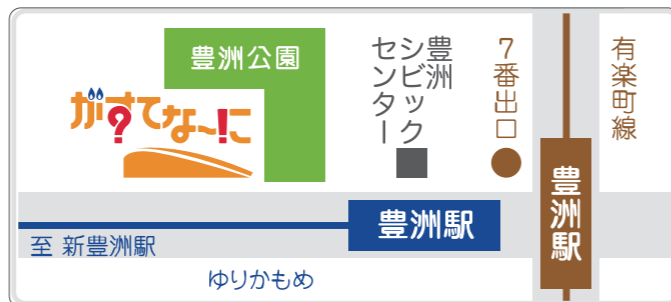 豊洲公園
がすてな〜に
?
豊洲
シビック
センター
7番出口
有楽町線
豊洲駅
豊洲駅
至 新豊洲駅
ゆりかもめ